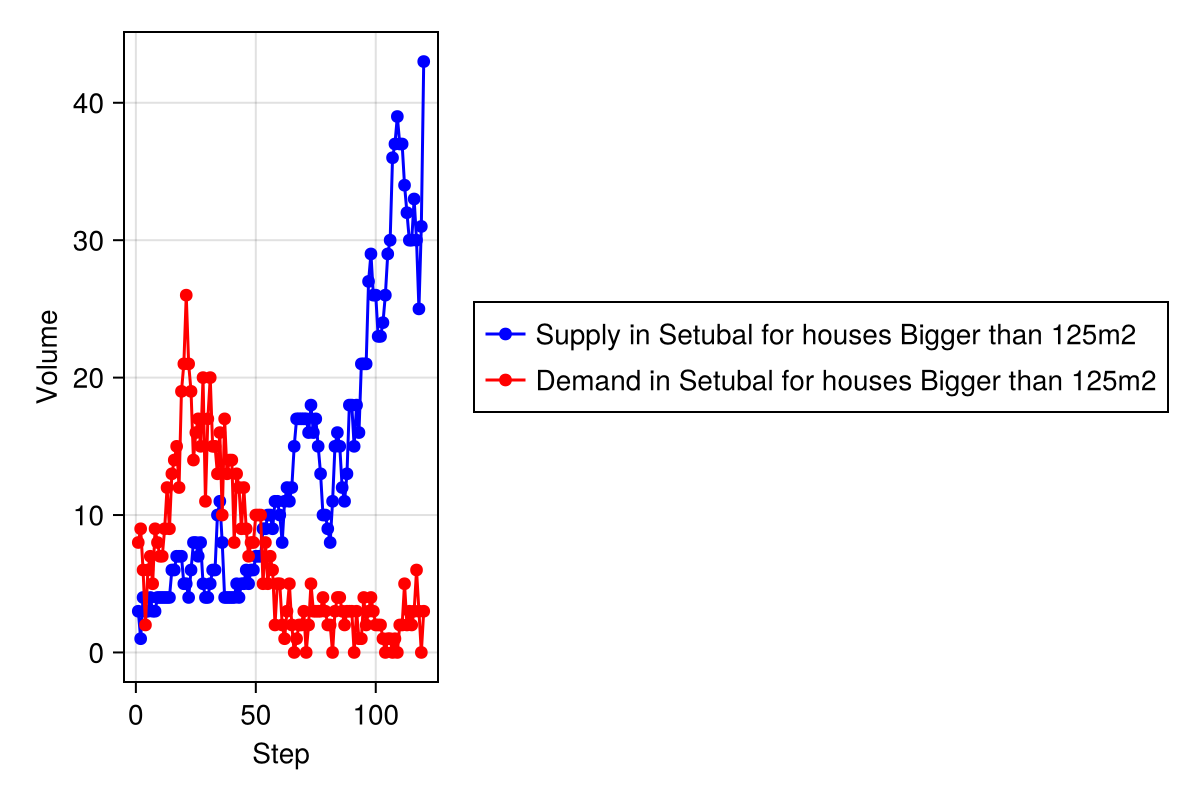 Volume
40
30
20
10
0
0 50 100
Step
Supply in Setubal for houses Bigger than 125m2
Demand in Setubal for houses Bigger than 125m2